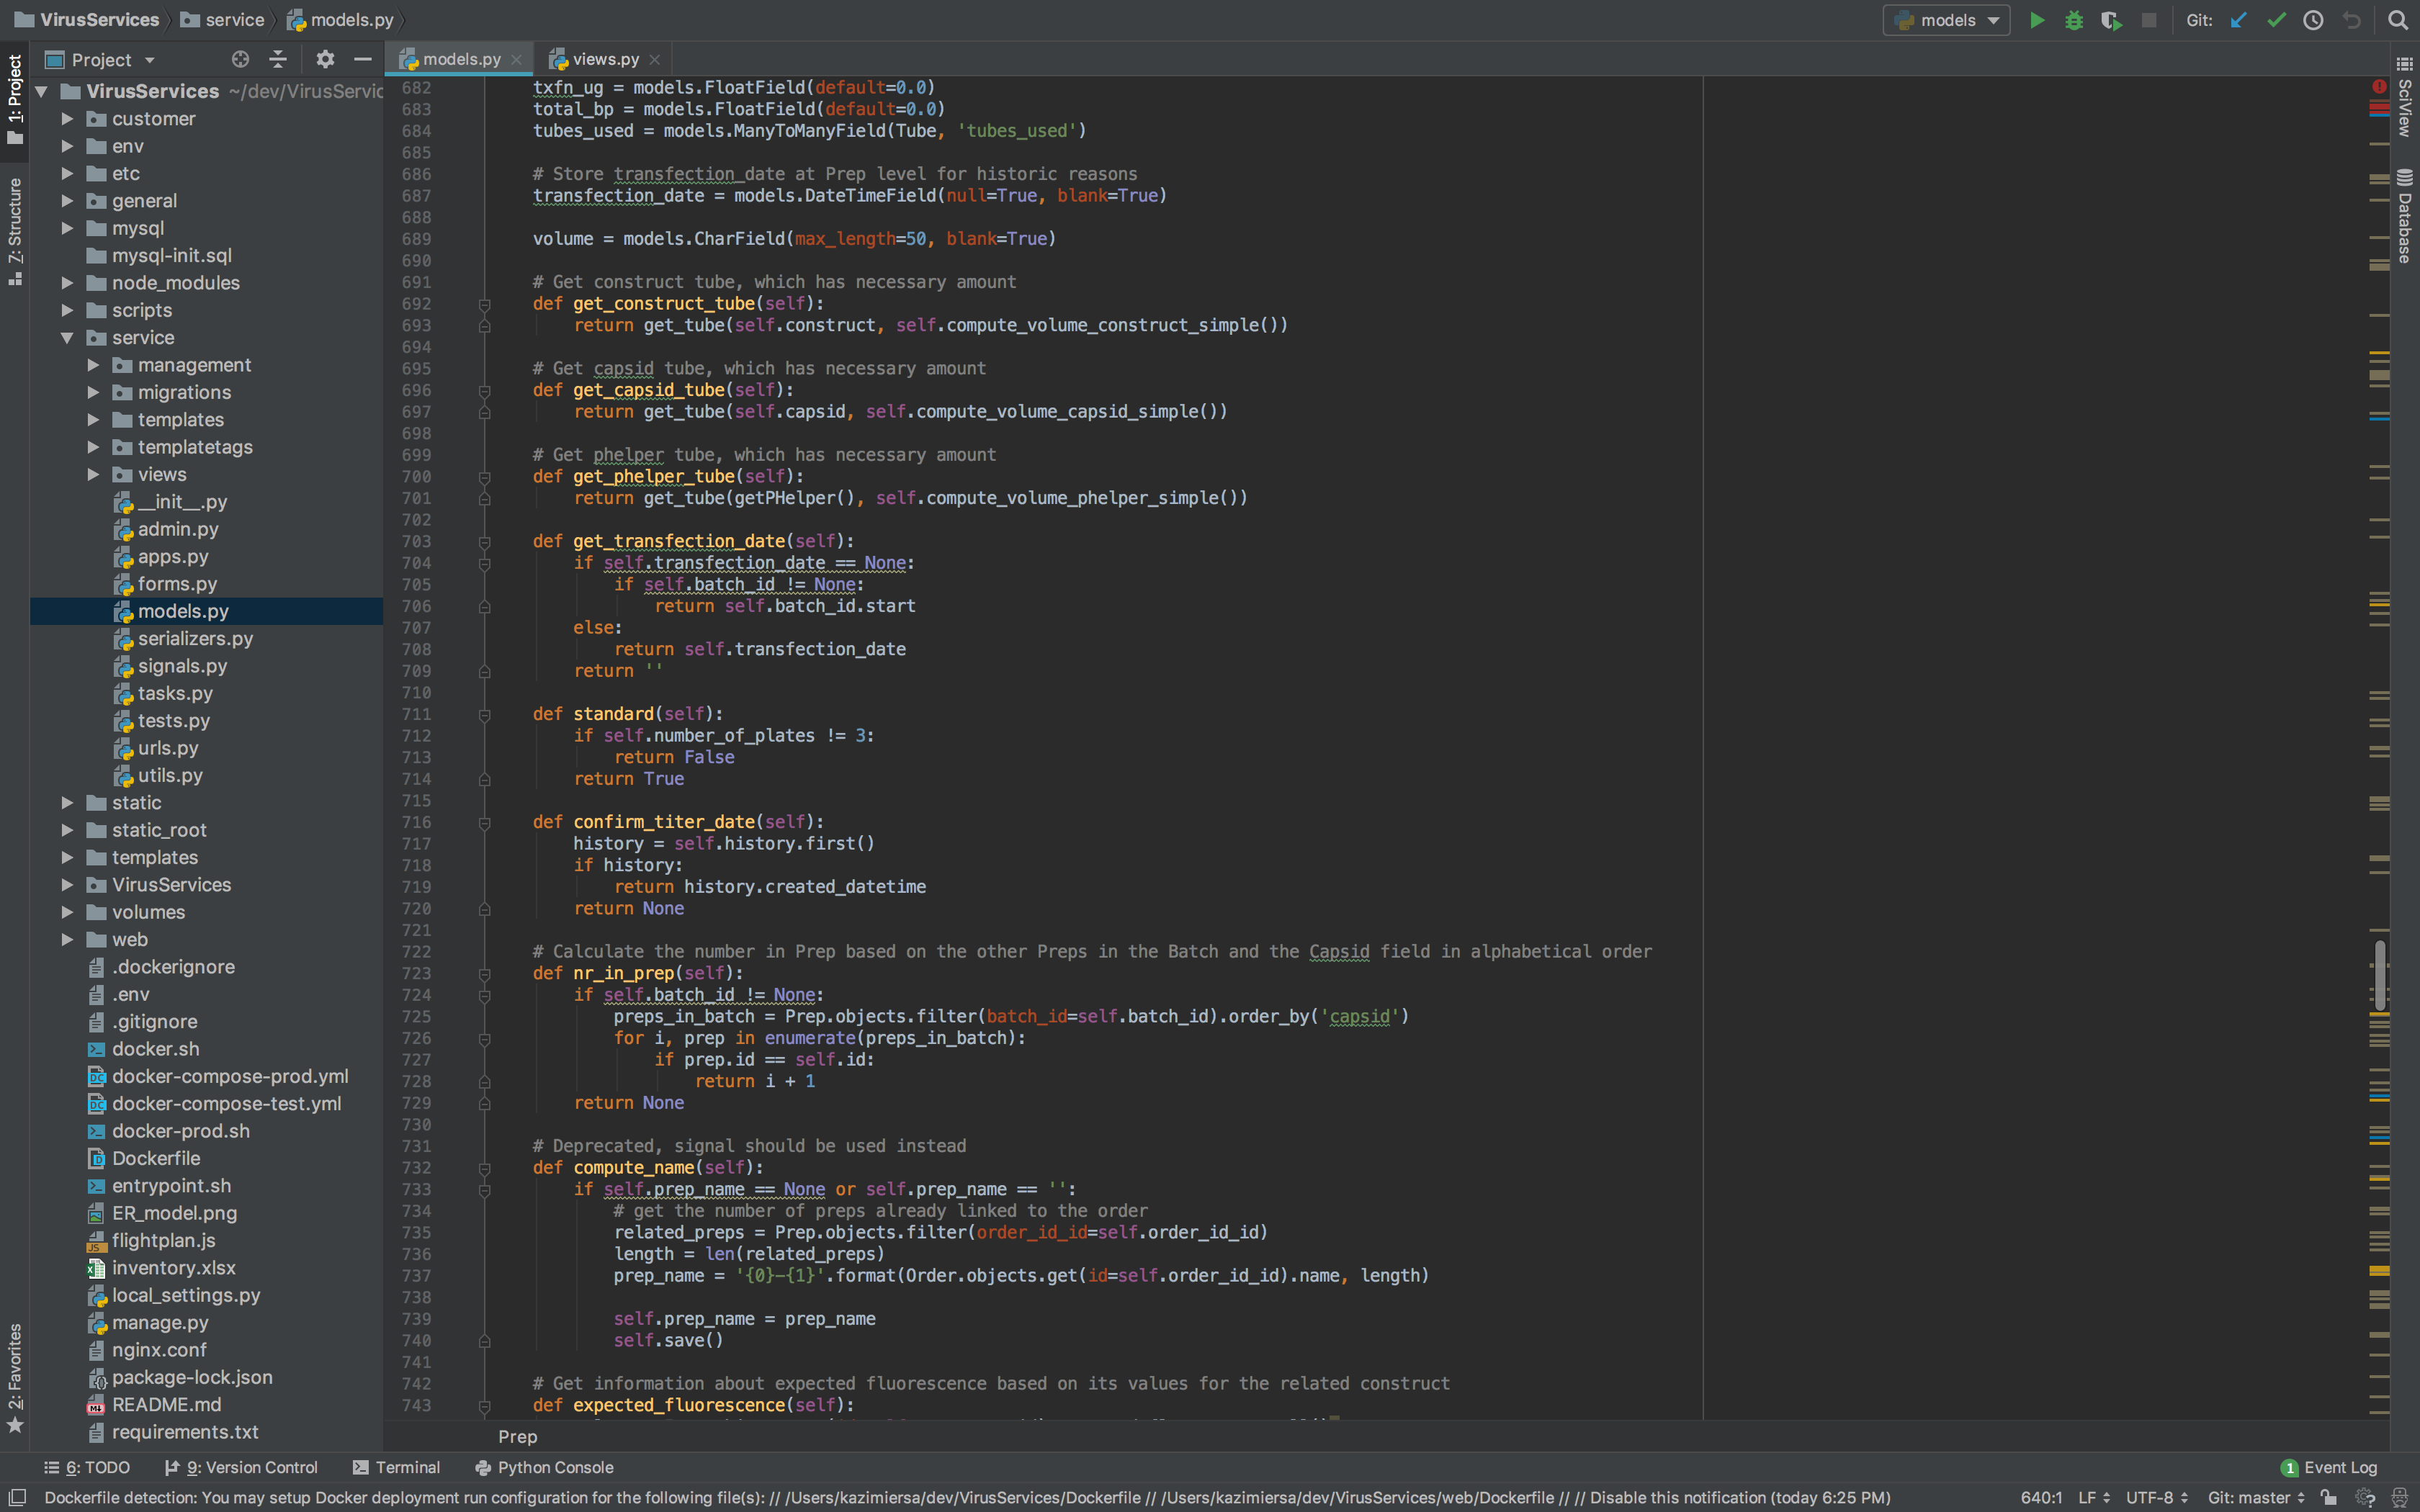 VirusServices service models.py
models Git:
1: Project
7: Structure
2: Favorites
Project
VirusServices ~/dev/VirusServic
customer
env
etc
general
mysql
mysql-init.sql
node_modules
scripts
service
management
migrations
templates
templatetags
views
__init__.py
admin.py
apps.py
forms.py
models.py
serializers.py
signals.py
tasks.py
tests.py
urls.py
utils.py
static
static_root
templates
VirusServices
volumes
web
.dockerignore
.env
.gitignore
docker.sh
docker-compose-prod.yml
docker-compose-test.yml
docker-prod.sh
Dockerfile
entrypoint.sh
ER_model.png
flightplan.js
inventory.xlsx
local_settings.py
manage.py
nginx.conf
package-lock.json
README.md
requirements.txt
models.py views.py
682 txfn_ug = models.FloatField(default=0.0)
683 total_bp = models.FloatField(default=0.0)
684 tubes_used = models.ManyToManyField(Tube, 'tubes_used')
685
686 # Store transfection_date at Prep level for historic reasons
687 transfection_date = models.DateTimeField(null=True, blank=True)
688
689 volume = models.CharField(max_length=50, blank=True)
690
691 # Get construct tube, which has necessary amount
692 def get_construct_tube(self):
693 return get_tube(self.construct, self.compute_volume_construct_simple())
694
695 # Get capsid tube, which has necessary amount
696 def get_capsid_tube(self):
697 return get_tube(self.capsid, self.compute_volume_capsid_simple())
698
699 # Get phelper tube, which has necessary amount
700 def get_phelper_tube(self):
701 return get_tube(getPHelper(), self.compute_volume_phelper_simple())
702
703 def get_transfection_date(self):
704 if self.transfection_date == None:
705 if self.batch_id != None:
706 return self.batch_id.start
707 else:
708 return self.transfection_date
709 return ''
710
711 def standard(self):
712 if self.number_of_plates != 3:
713 return False
714 return True
715
716 def confirm_titer_date(self):
717 history = self.history.first()
718 if history:
719 return history.created_datetime
720 return None
721
722 # Calculate the number in Prep based on the other Preps in the Batch and the Capsid field in alphabetical order
723 def nr_in_prep(self):
724 if self.batch_id != None:
725 preps_in_batch = Prep.objects.filter(batch_id=self.batch_id).order_by('capsid')
726 for i, prep in enumerate(preps_in_batch):
727 if prep.id == self.id:
728 return i + 1
729 return None
730
731 # Deprecated, signal should be used instead
732 def compute_name(self):
733 if self.prep_name == None or self.prep_name == '':
734 # get the number of preps already linked to the order
735 related_preps = Prep.objects.filter(order_id_id=self.order_id_id)
736 length = len(related_preps)
737 prep_name = '{0}-{1}'.format(Order.objects.get(id=self.order_id_id).name, length)
738
739 self.prep_name = prep_name
740 self.save()
741
742 # Get information about expected fluorescence based on its values for the related construct
743 def expected_fluorescence(self):
Prep
SciView
Database
6: TODO 9: Version Control Terminal Python Console 1 Event Log
Dockerfile detection: You may setup Docker deployment run configuration for the following file(s): // /Users/kazimiersa/dev/VirusServices/Dockerfile // /Users/kazimiersa/dev/VirusServices/web/Dockerfile // // Disable this notification (today 6:25 PM) 640:1 LF UTF-8 Git: master